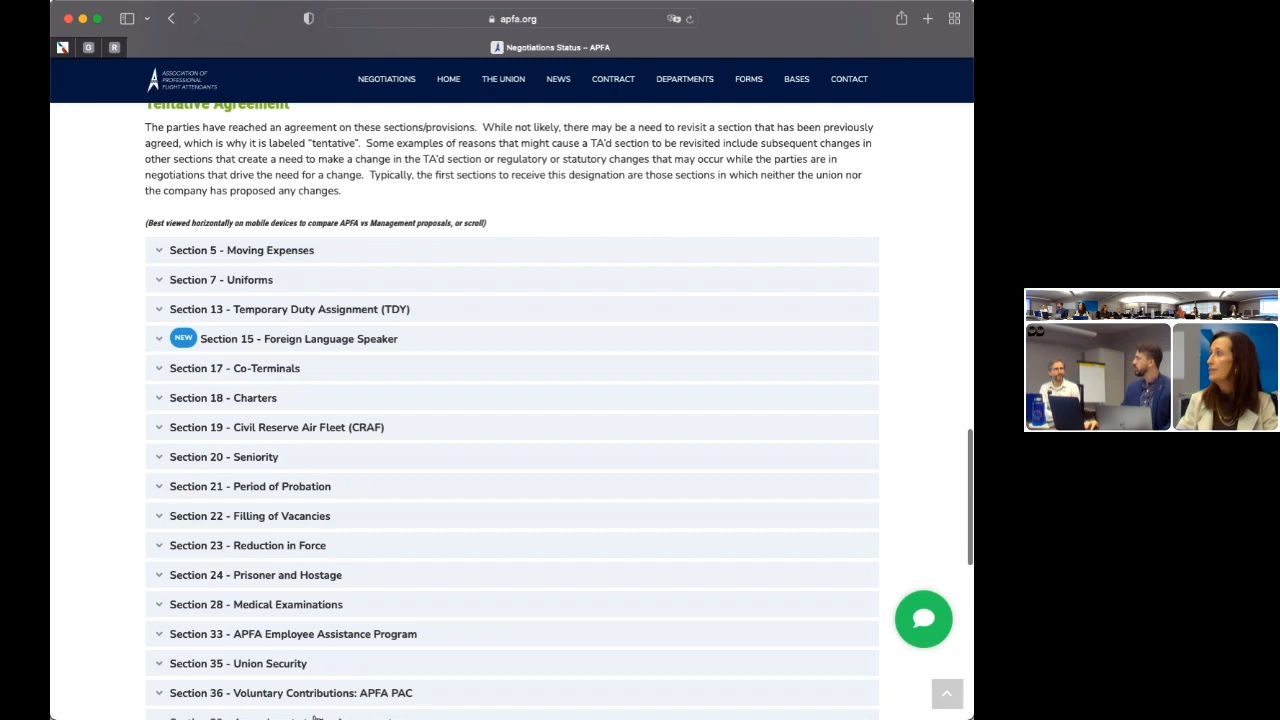 apfa.org
G
R
Negotiations Status – APFA
ASSOCIATION OF
PROFESSIONAL
FLIGHT ATTENDANTS
NEGOTIATIONS HOME THE UNION NEWS CONTRACT DEPARTMENTS FORMS BASES CONTACT
Tentative Agreement
The parties have reached an agreement on these sections/provisions. While not likely, there may be a need to revisit a section that has been previously
agreed, which is why it is labeled "tentative". Some examples of reasons that might cause a TA'd section to be revisited include subsequent changes in
other sections that create a need to make a change in the TA'd section or regulatory or statutory changes that may occur while the parties are in
negotiations that drive the need for a change. Typically, the first sections to receive this designation are those sections in which neither the union nor
the company has proposed any changes.
(Best viewed horizontally on mobile devices to compare APFA vs Management proposals, or scroll)
Section 5 - Moving Expenses
Section 7 - Uniforms
Section 13 - Temporary Duty Assignment (TDY)
NEW Section 15 - Foreign Language Speaker
Section 17 - Co-Terminals
Section 18 - Charters
Section 19 - Civil Reserve Air Fleet (CRAF)
Section 20 - Seniority
Section 21 - Period of Probation
Section 22 - Filling of Vacancies
Section 23 - Reduction in Force
Section 24 - Prisoner and Hostage
Section 28 - Medical Examinations
Section 33 - APFA Employee Assistance Program
Section 35 - Union Security
Section 36 - Voluntary Contributions: APFA PAC